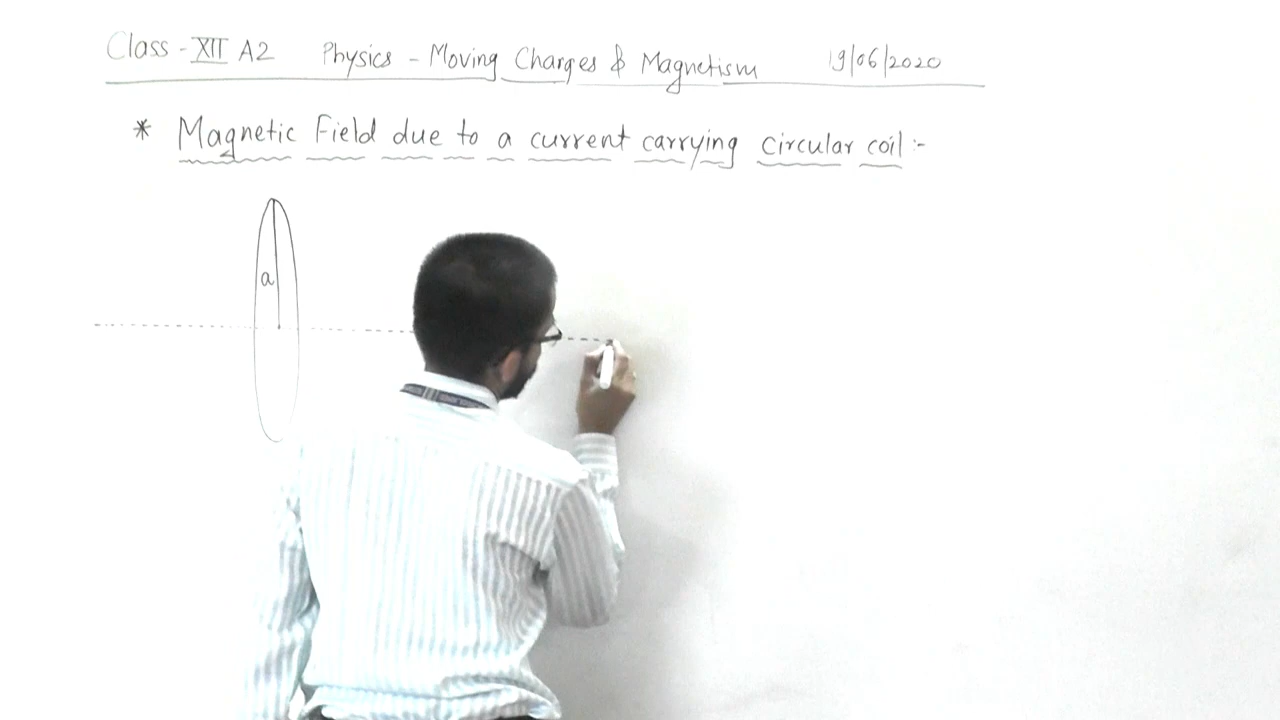 Class - XII A2 Physics - Moving Charges & Magnetism 19/06/2020
* Magnetic Field due to a current carrying circular coil :-
a